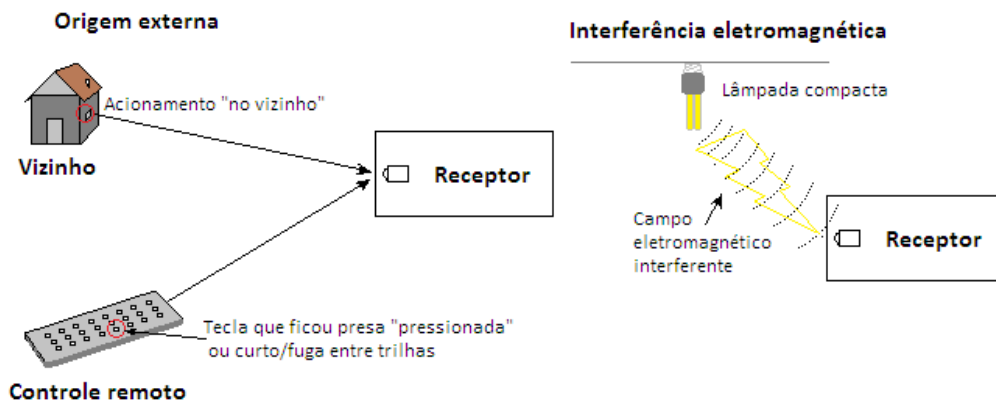 Origem externa
Acionamento "no vizinho"
Vizinho
Receptor
Tecla que ficou presa "pressionada"
ou curto/fuga entre trilhas
Controle remoto
Interferência eletromagnética
Lâmpada compacta
Campo
eletromagnético
interferente
Receptor